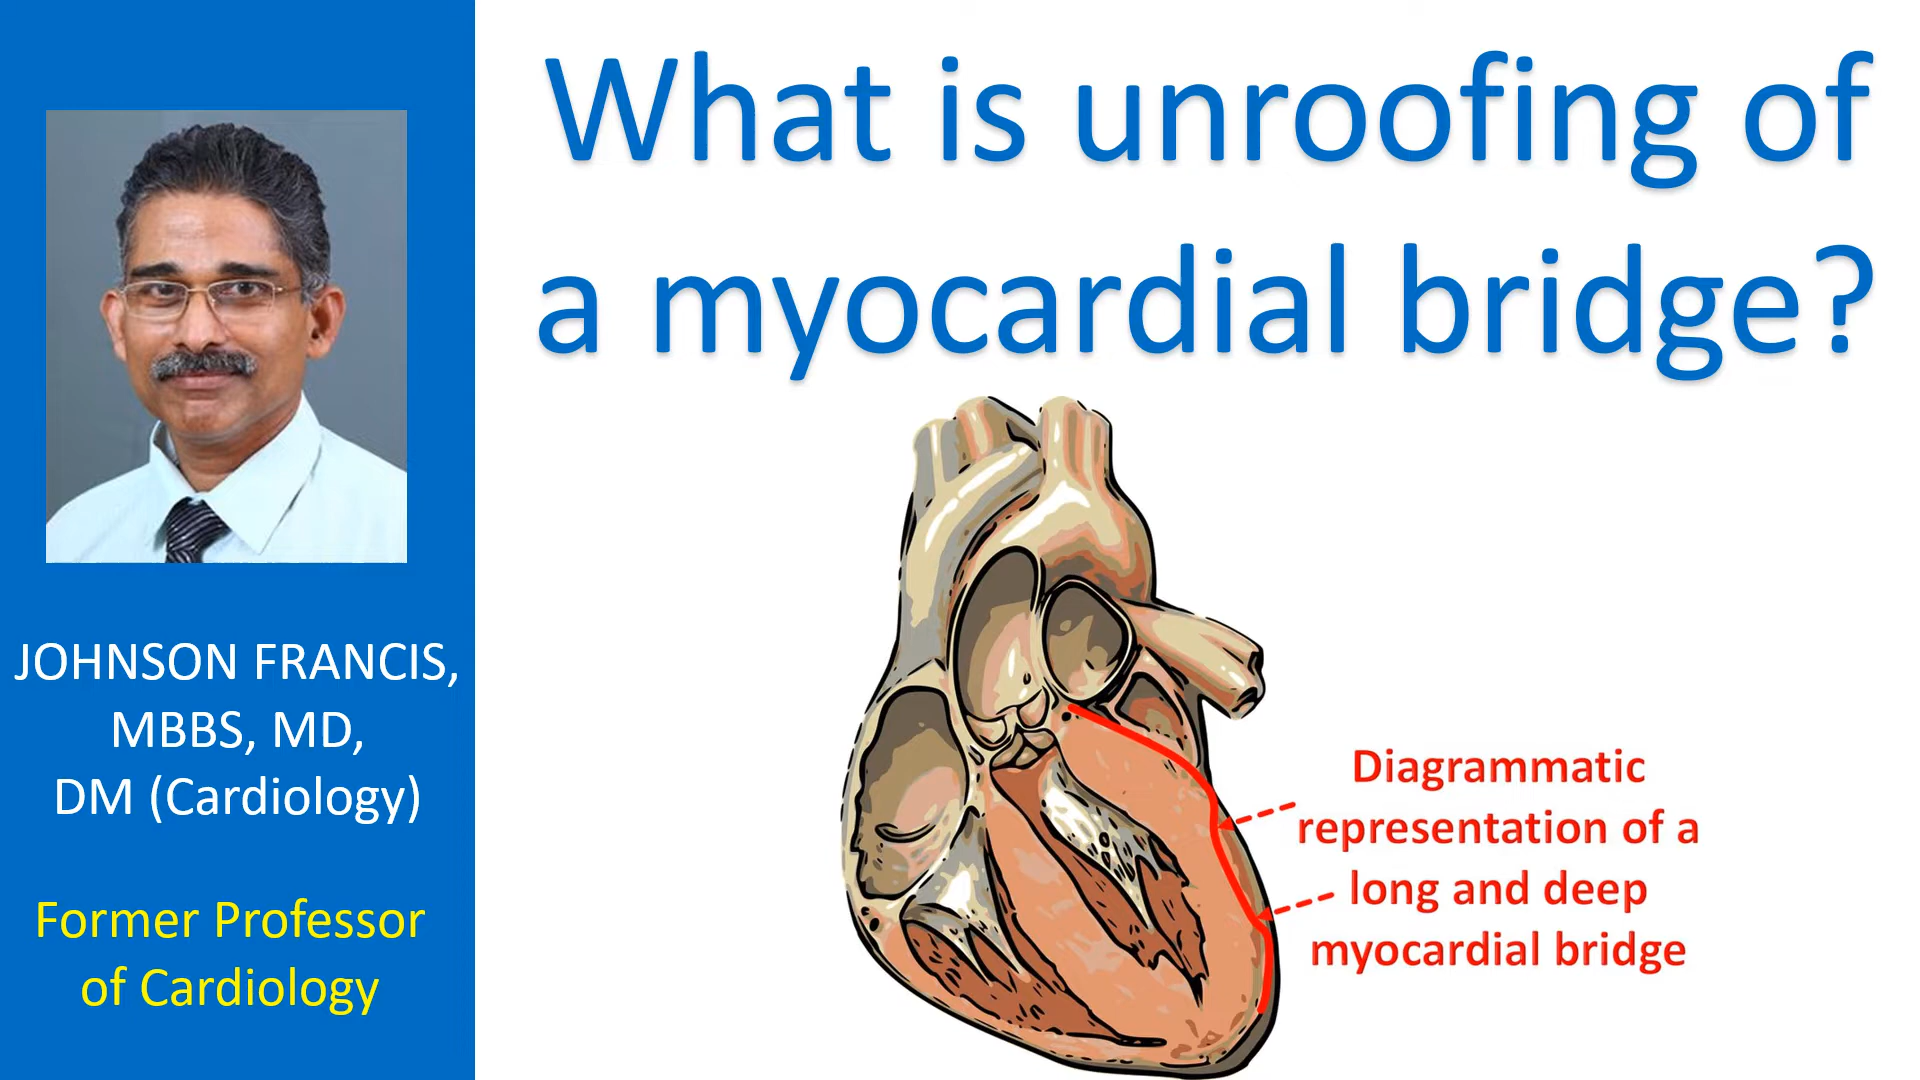 What is unroofing of
a myocardial bridge?
JOHNSON FRANCIS,
MBBS, MD,
DM (Cardiology)
Former Professor
of Cardiology
Diagrammatic
representation of a
long and deep
myocardial bridge